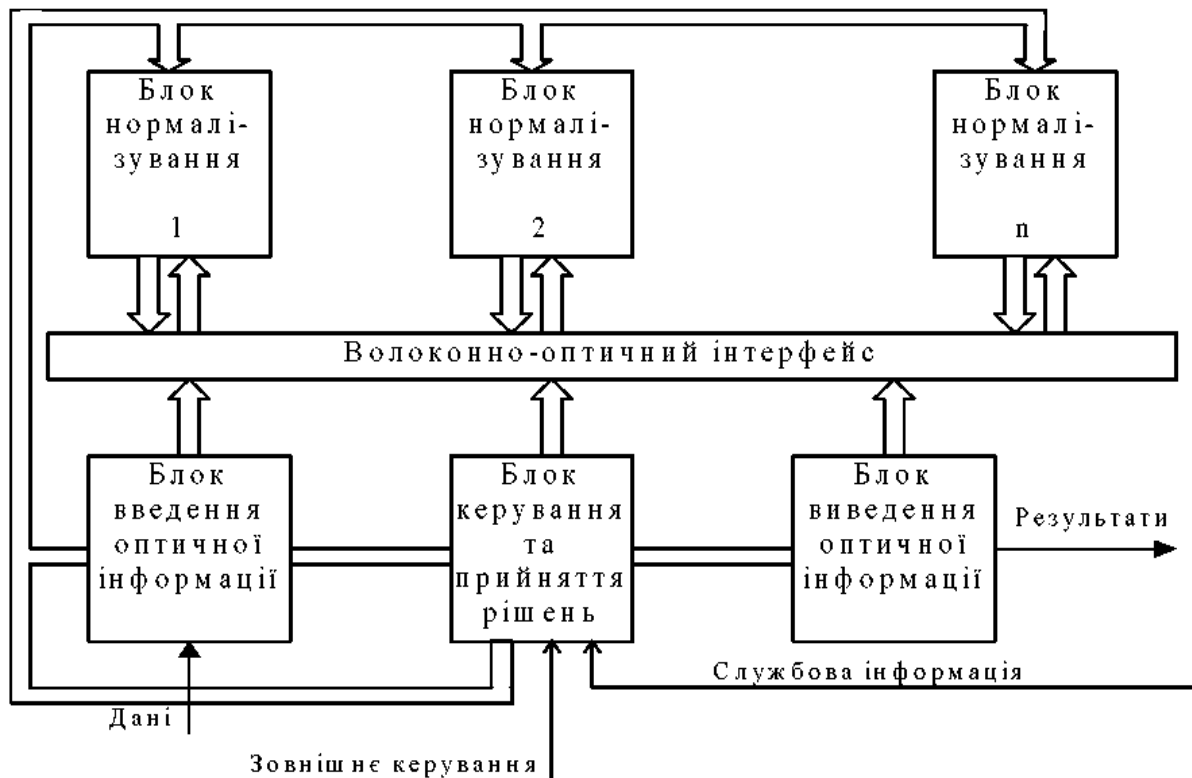 Блок
нормалі-
зування
1
Блок
нормалі-
зування
2
Блок
нормалі-
зування
n
Волоконно-оптичний інтерфейс
Блок
введення
оптичної
інформації
Блок
керування
та
прийняття
рішень
Блок
виведення
оптичної
інформації
Результати
Службова інформація
Дані
Зовнішнє керування